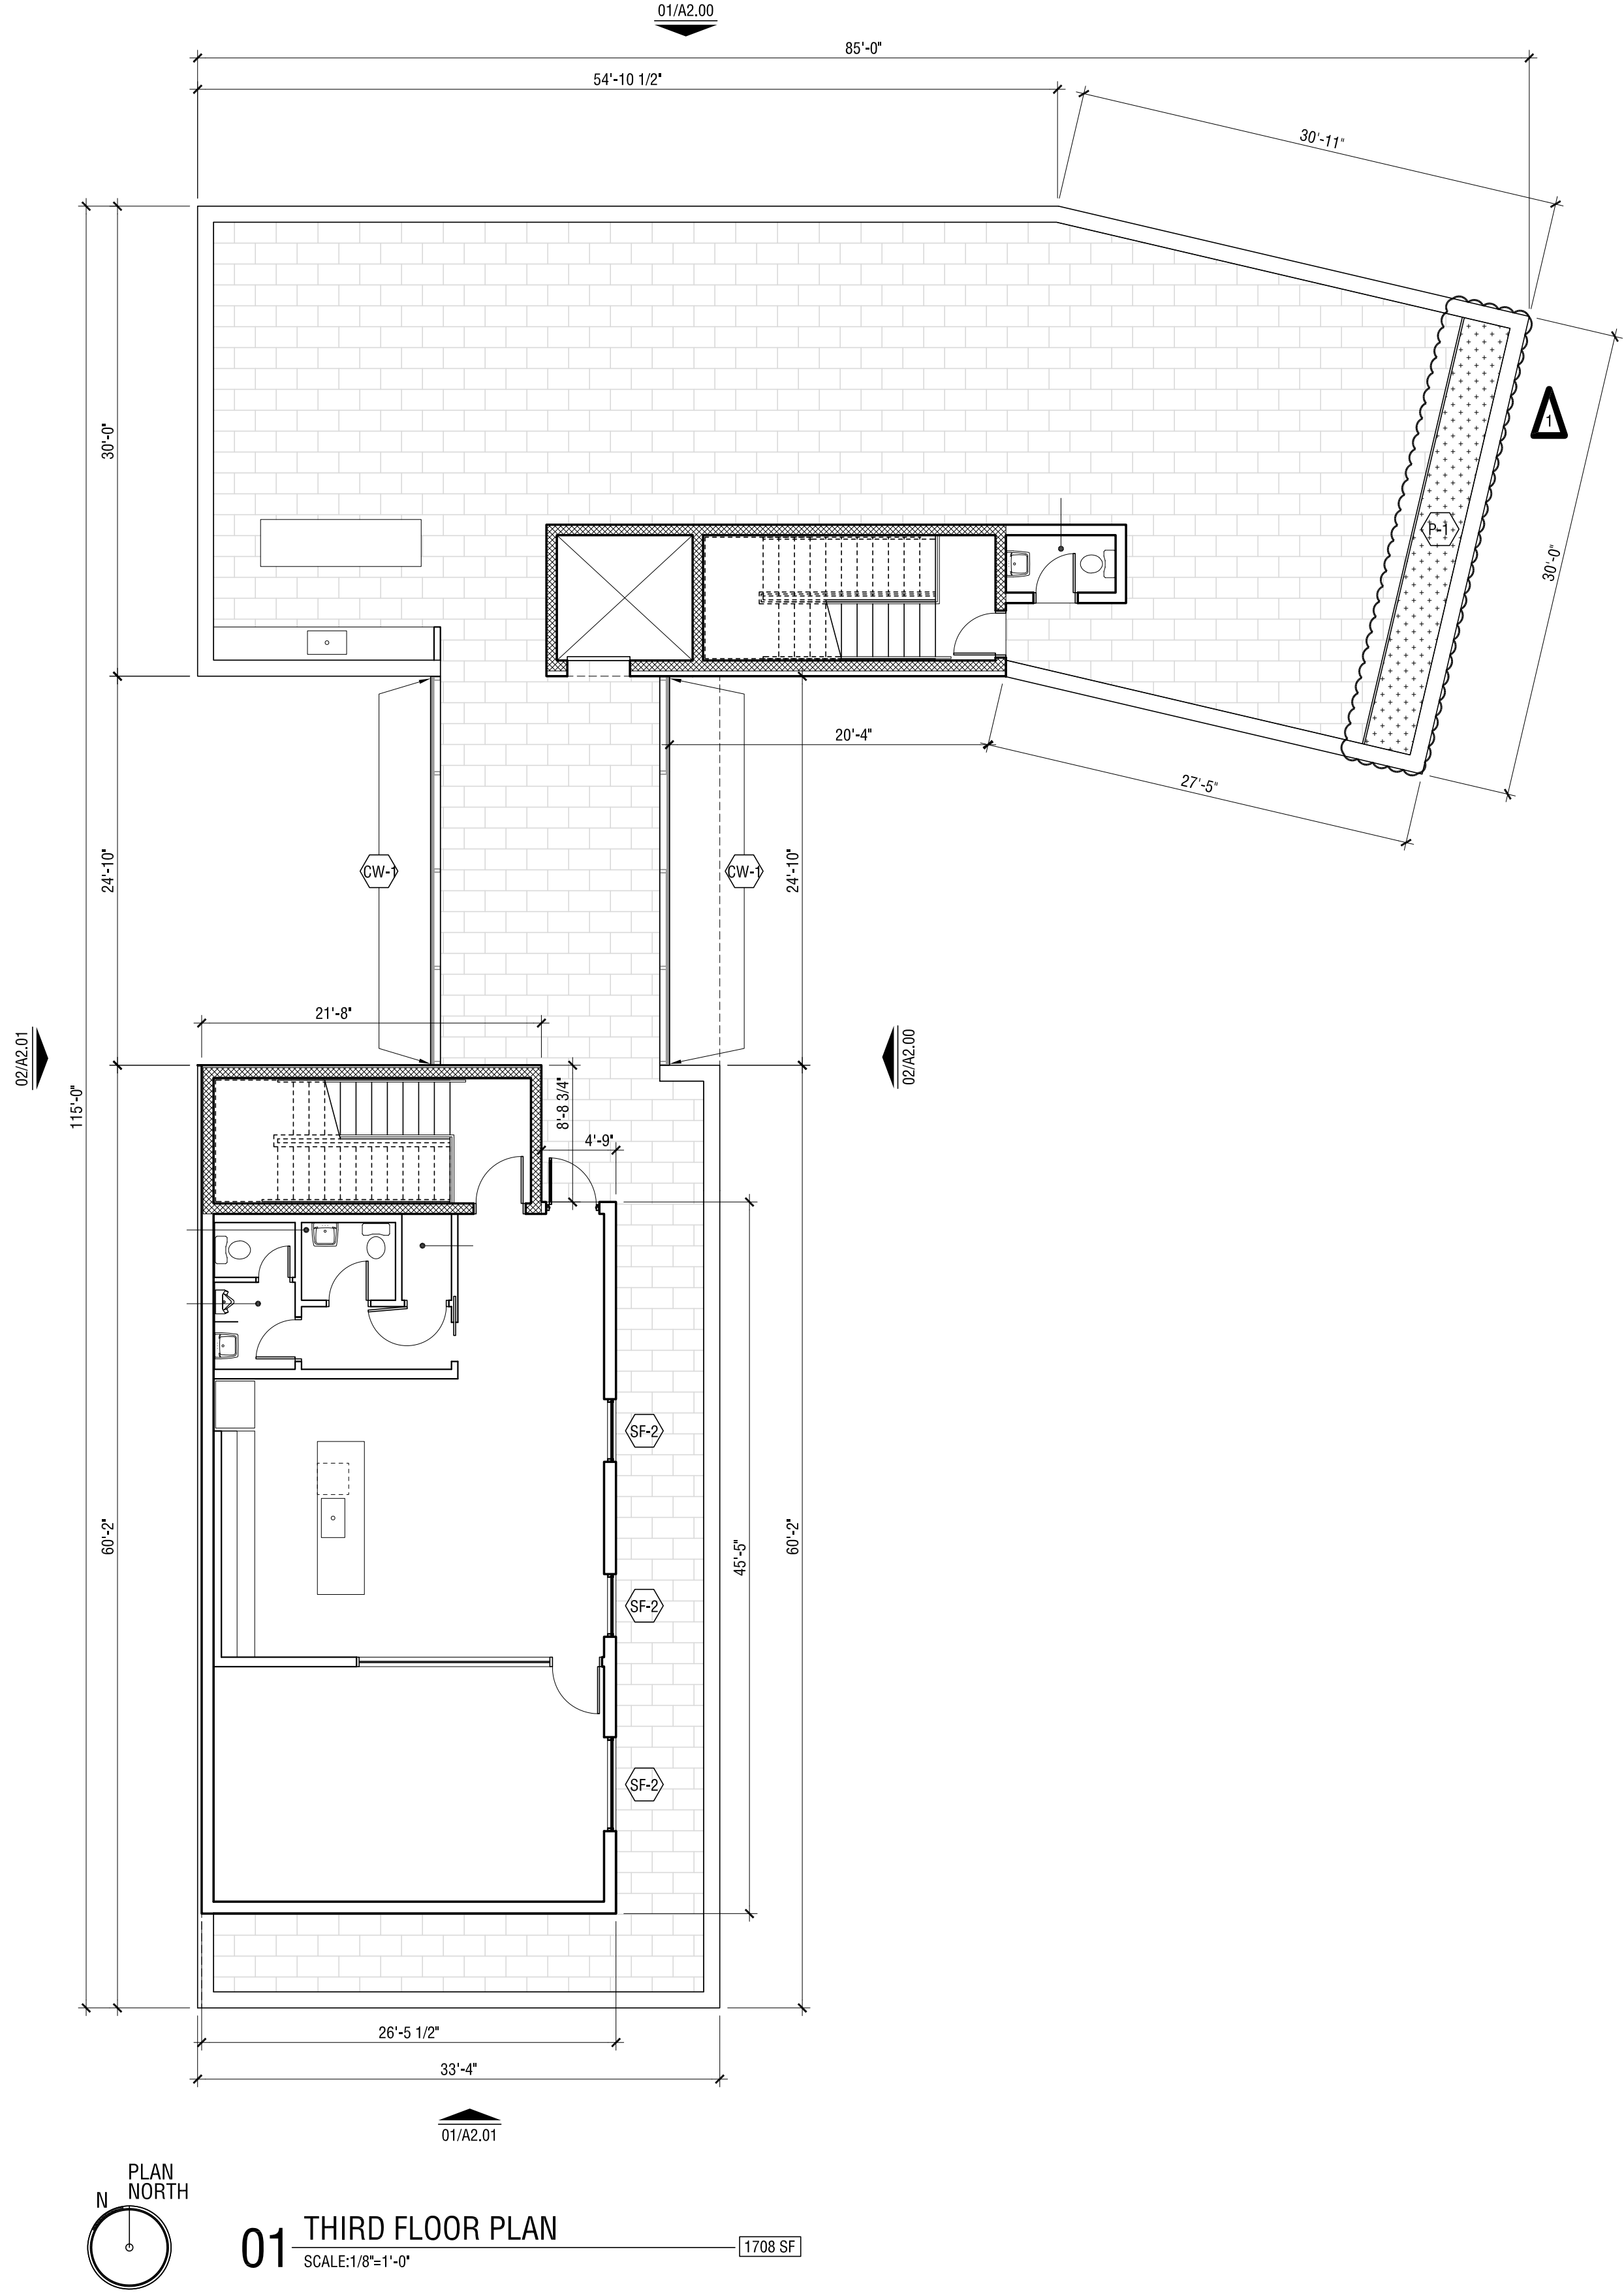 01/A2.00
85'-0"
54'-10 1/2"
30'-11"
30'-0"
1
P-1
30'-0"
20'-4"
27'-5"
24'-10"
CW-1
CW-1
24'-10"
21'-8"
02/A2.01
02/A2.00
115'-0"
8'-8 3/4"
4'-9"
SF-2
60'-2"
45'-5"
60'-2"
SF-2
SF-2
26'-5 1/2"
33'-4"
01/A2.01
PLAN
NORTH
N
01 THIRD FLOOR PLAN
1708 SF
SCALE:1/8"=1'-0"